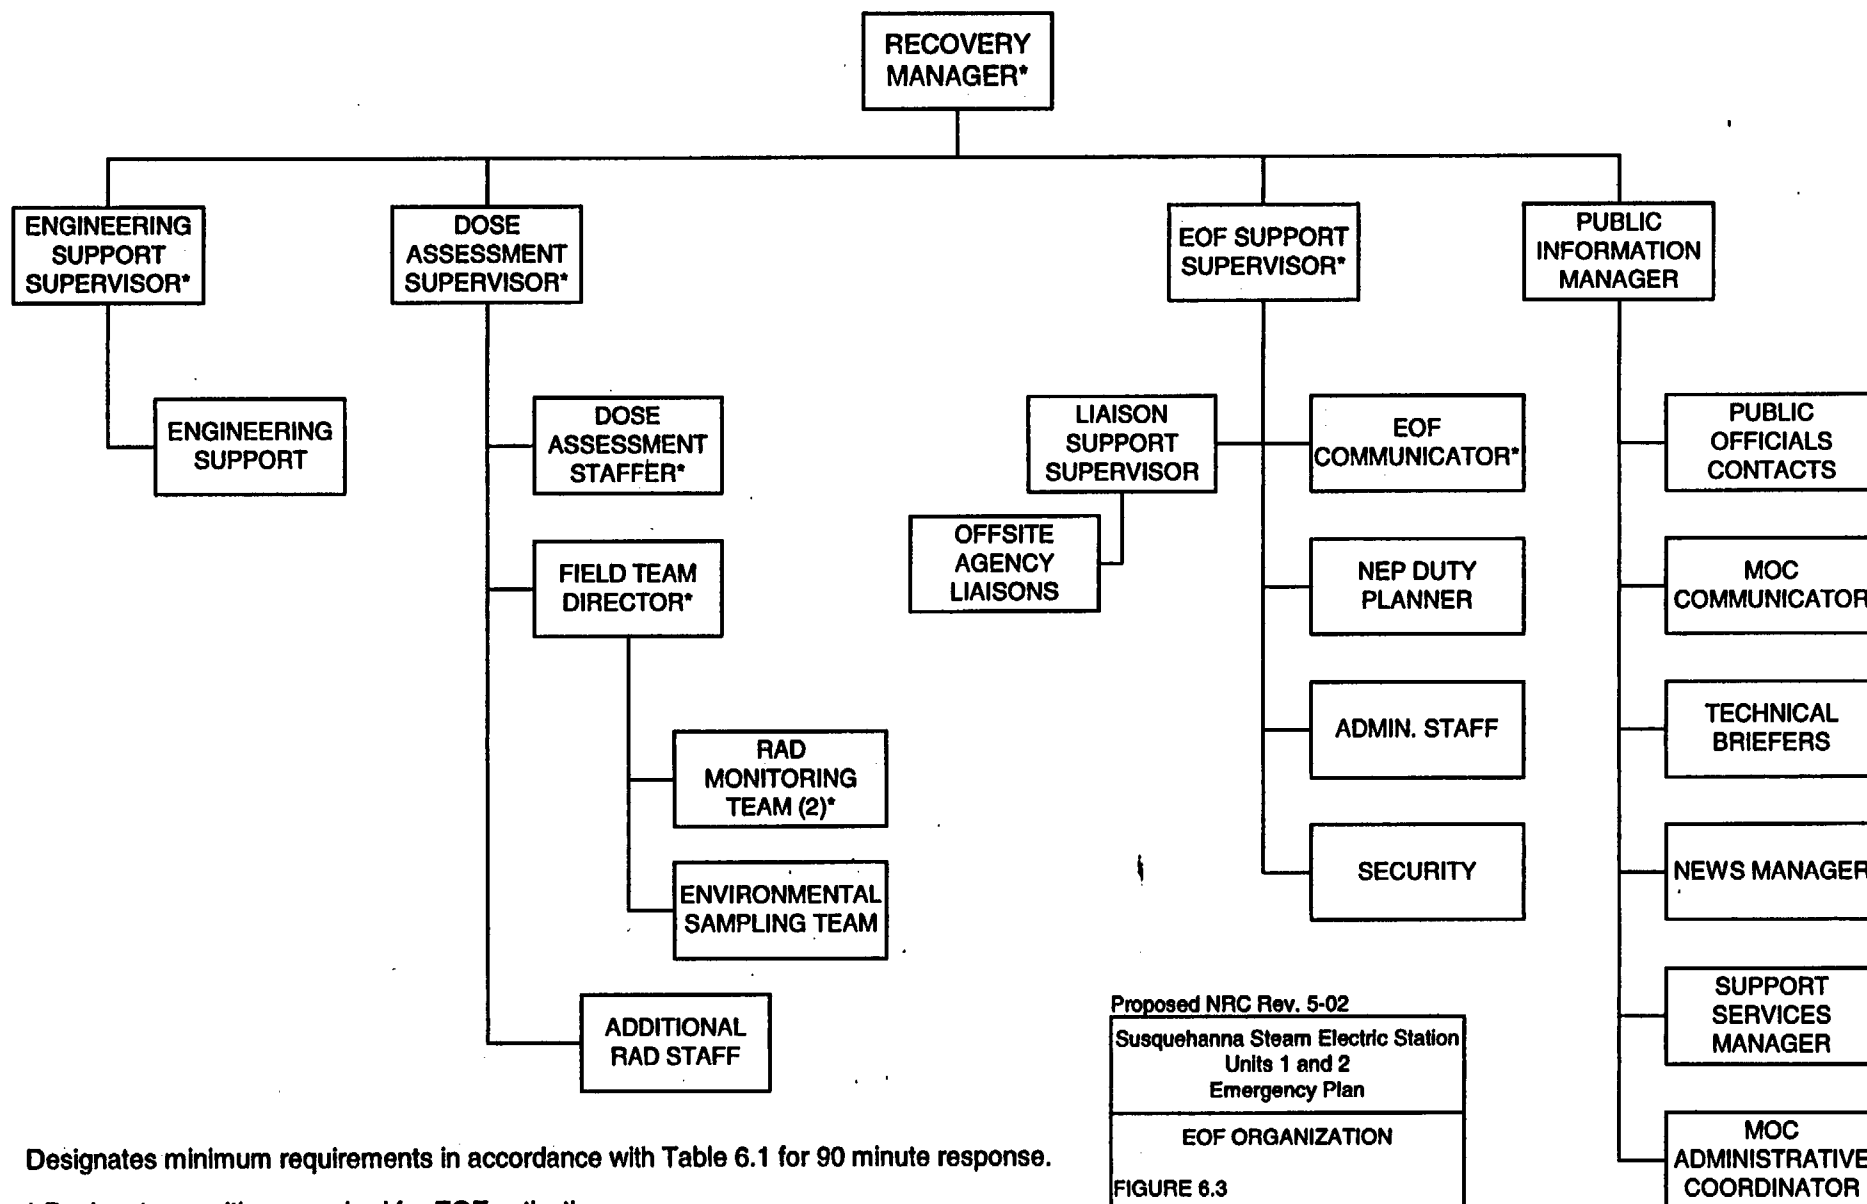 RECOVERY
MANAGER*
ENGINEERING
SUPPORT
SUPERVISOR*
DOSE
ASSESSMENT
SUPERVISOR*
EOF SUPPORT
SUPERVISOR*
PUBLIC
INFORMATION
MANAGER
ENGINEERING
SUPPORT
DOSE
ASSESSMENT
STAFFER*
FIELD TEAM
DIRECTOR*
RAD
MONITORING
TEAM (2)*
ENVIRONMENTAL
SAMPLING TEAM
ADDITIONAL
RAD STAFF
LIAISON
SUPPORT
SUPERVISOR
OFFSITE
AGENCY
LIAISONS
EOF
COMMUNICATOR*
NEP DUTY
PLANNER
ADMIN. STAFF
SECURITY
PUBLIC
OFFICIALS
CONTACTS
MOC
COMMUNICATOR
TECHNICAL
BRIEFERS
NEWS MANAGER
SUPPORT
SERVICES
MANAGER
MOC
ADMINISTRATIVE
COORDINATOR
Proposed NRC Rev. 5-02
Susquehanna Steam Electric Station
Units 1 and 2
Emergency Plan
EOF ORGANIZATION
FIGURE 6.3
Designates minimum requirements in accordance with Table 6.1 for 90 minute response.